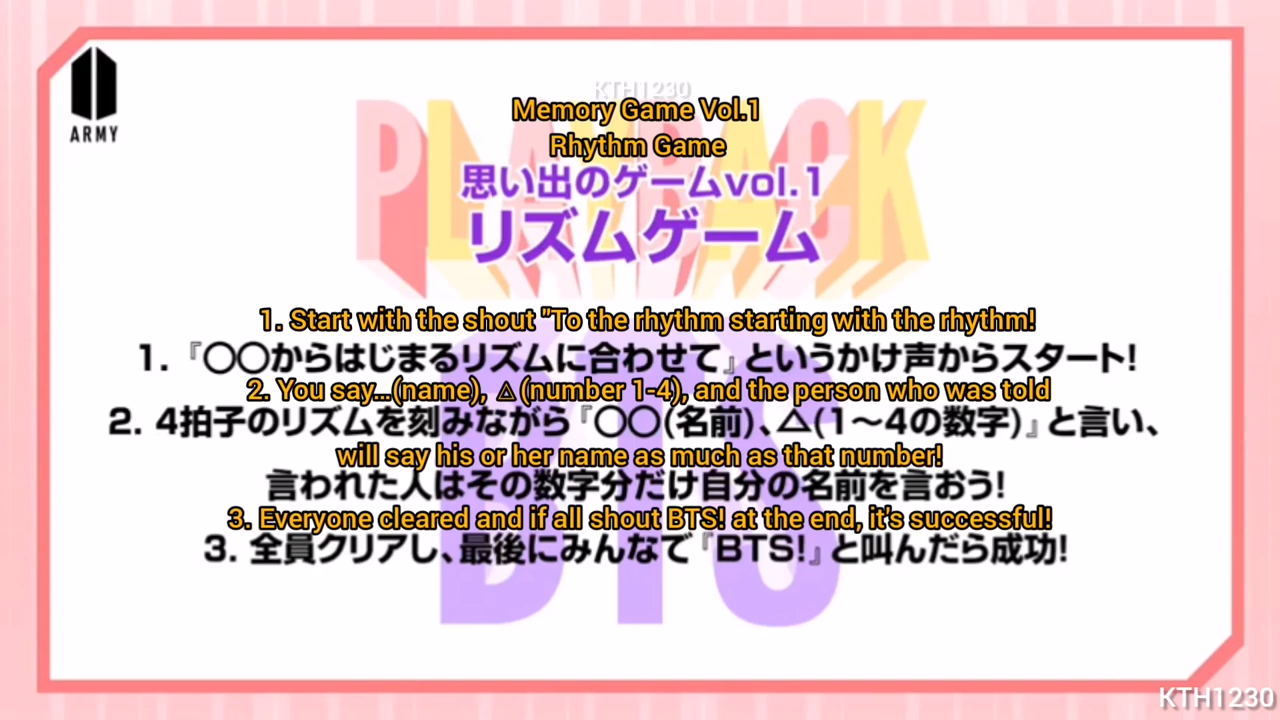 ARMY
KTH1230
PLAYBACK
Memory Game Vol.1
Rhythm Game
思い出のゲームvol.1
リズムゲーム
1. Start with the shout "To the rhythm starting with the rhythm!
1. 『〇〇からはじまるリズムに合わせて』というかけ声からスタート!
2. You say...(name), △(number 1-4), and the person who was told
2. 4拍子のリズムを刻みながら『〇〇(名前)、△(1〜4の数字)』と言い、
will say his or her name as much as that number!
言われた人はその数字分だけ自分の名前を言おう!
3. Everyone cleared and if all shout BTS! at the end, it's successful!
3. 全員クリアし、最後にみんなで『BTS!』と叫んだら成功!
BTS
KTH1230